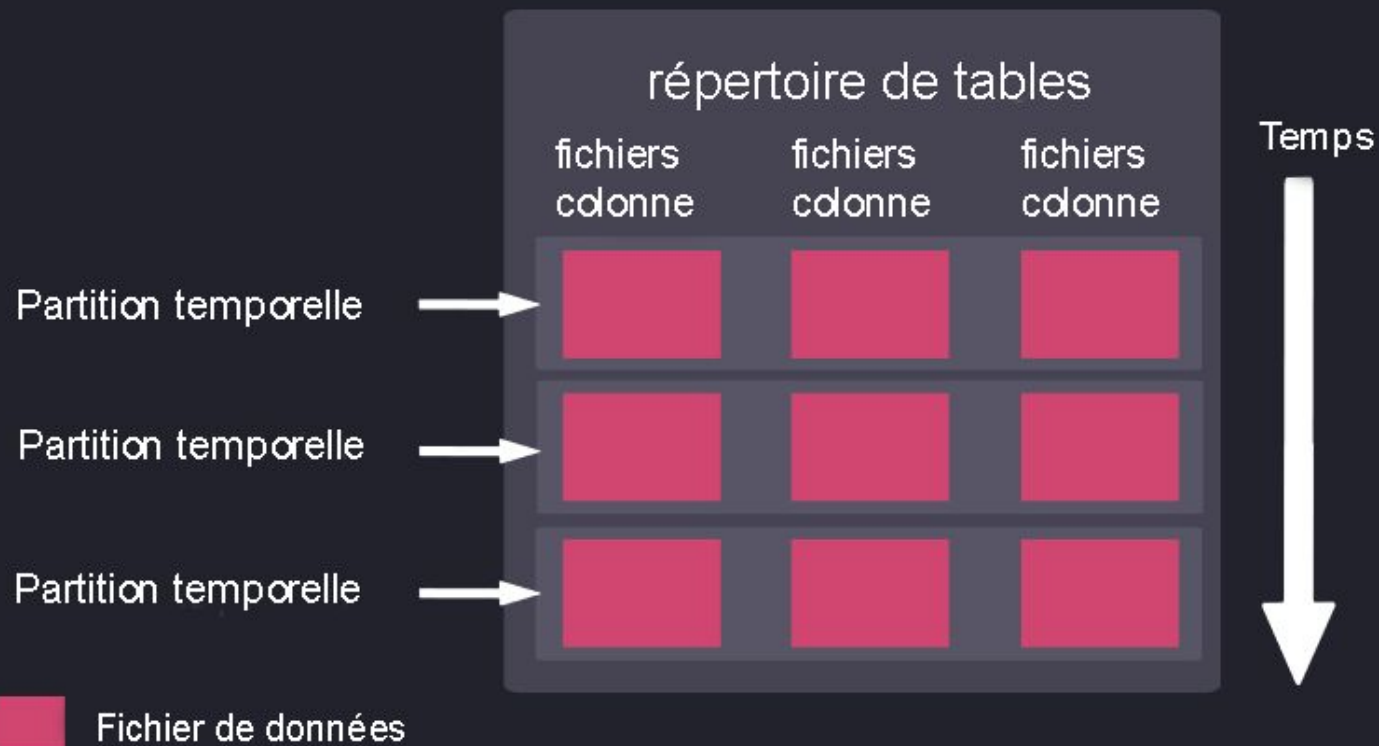 répertoire de tables
fichiers colonne
fichiers colonne
fichiers colonne
Temps
Partition temporelle
Partition temporelle
Partition temporelle
Fichier de données